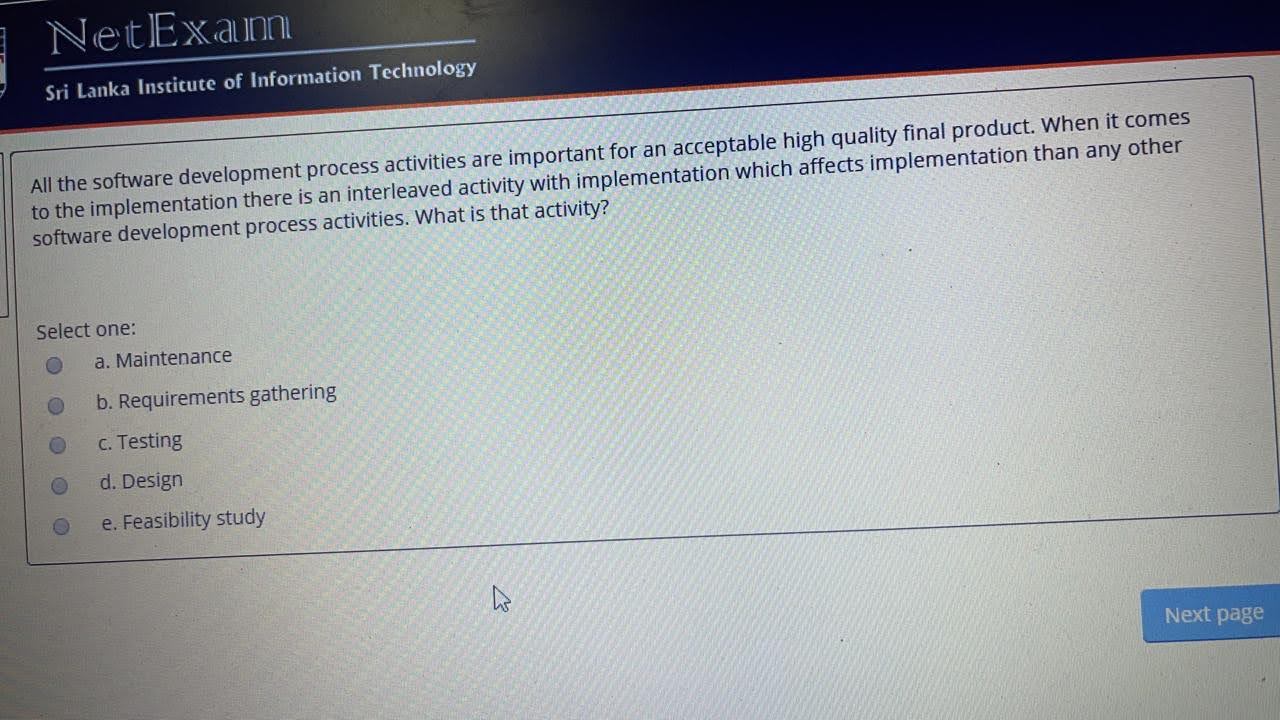 NetExam
Sri Lanka Institute of Information Technology
All the software development process activities are important for an acceptable high quality final product. When it comes
to the implementation there is an interleaved activity with implementation which affects implementation than any other
software development process activities. What is that activity?
Select one:
a. Maintenance
b. Requirements gathering
c. Testing
d. Design
e. Feasibility study
Next page